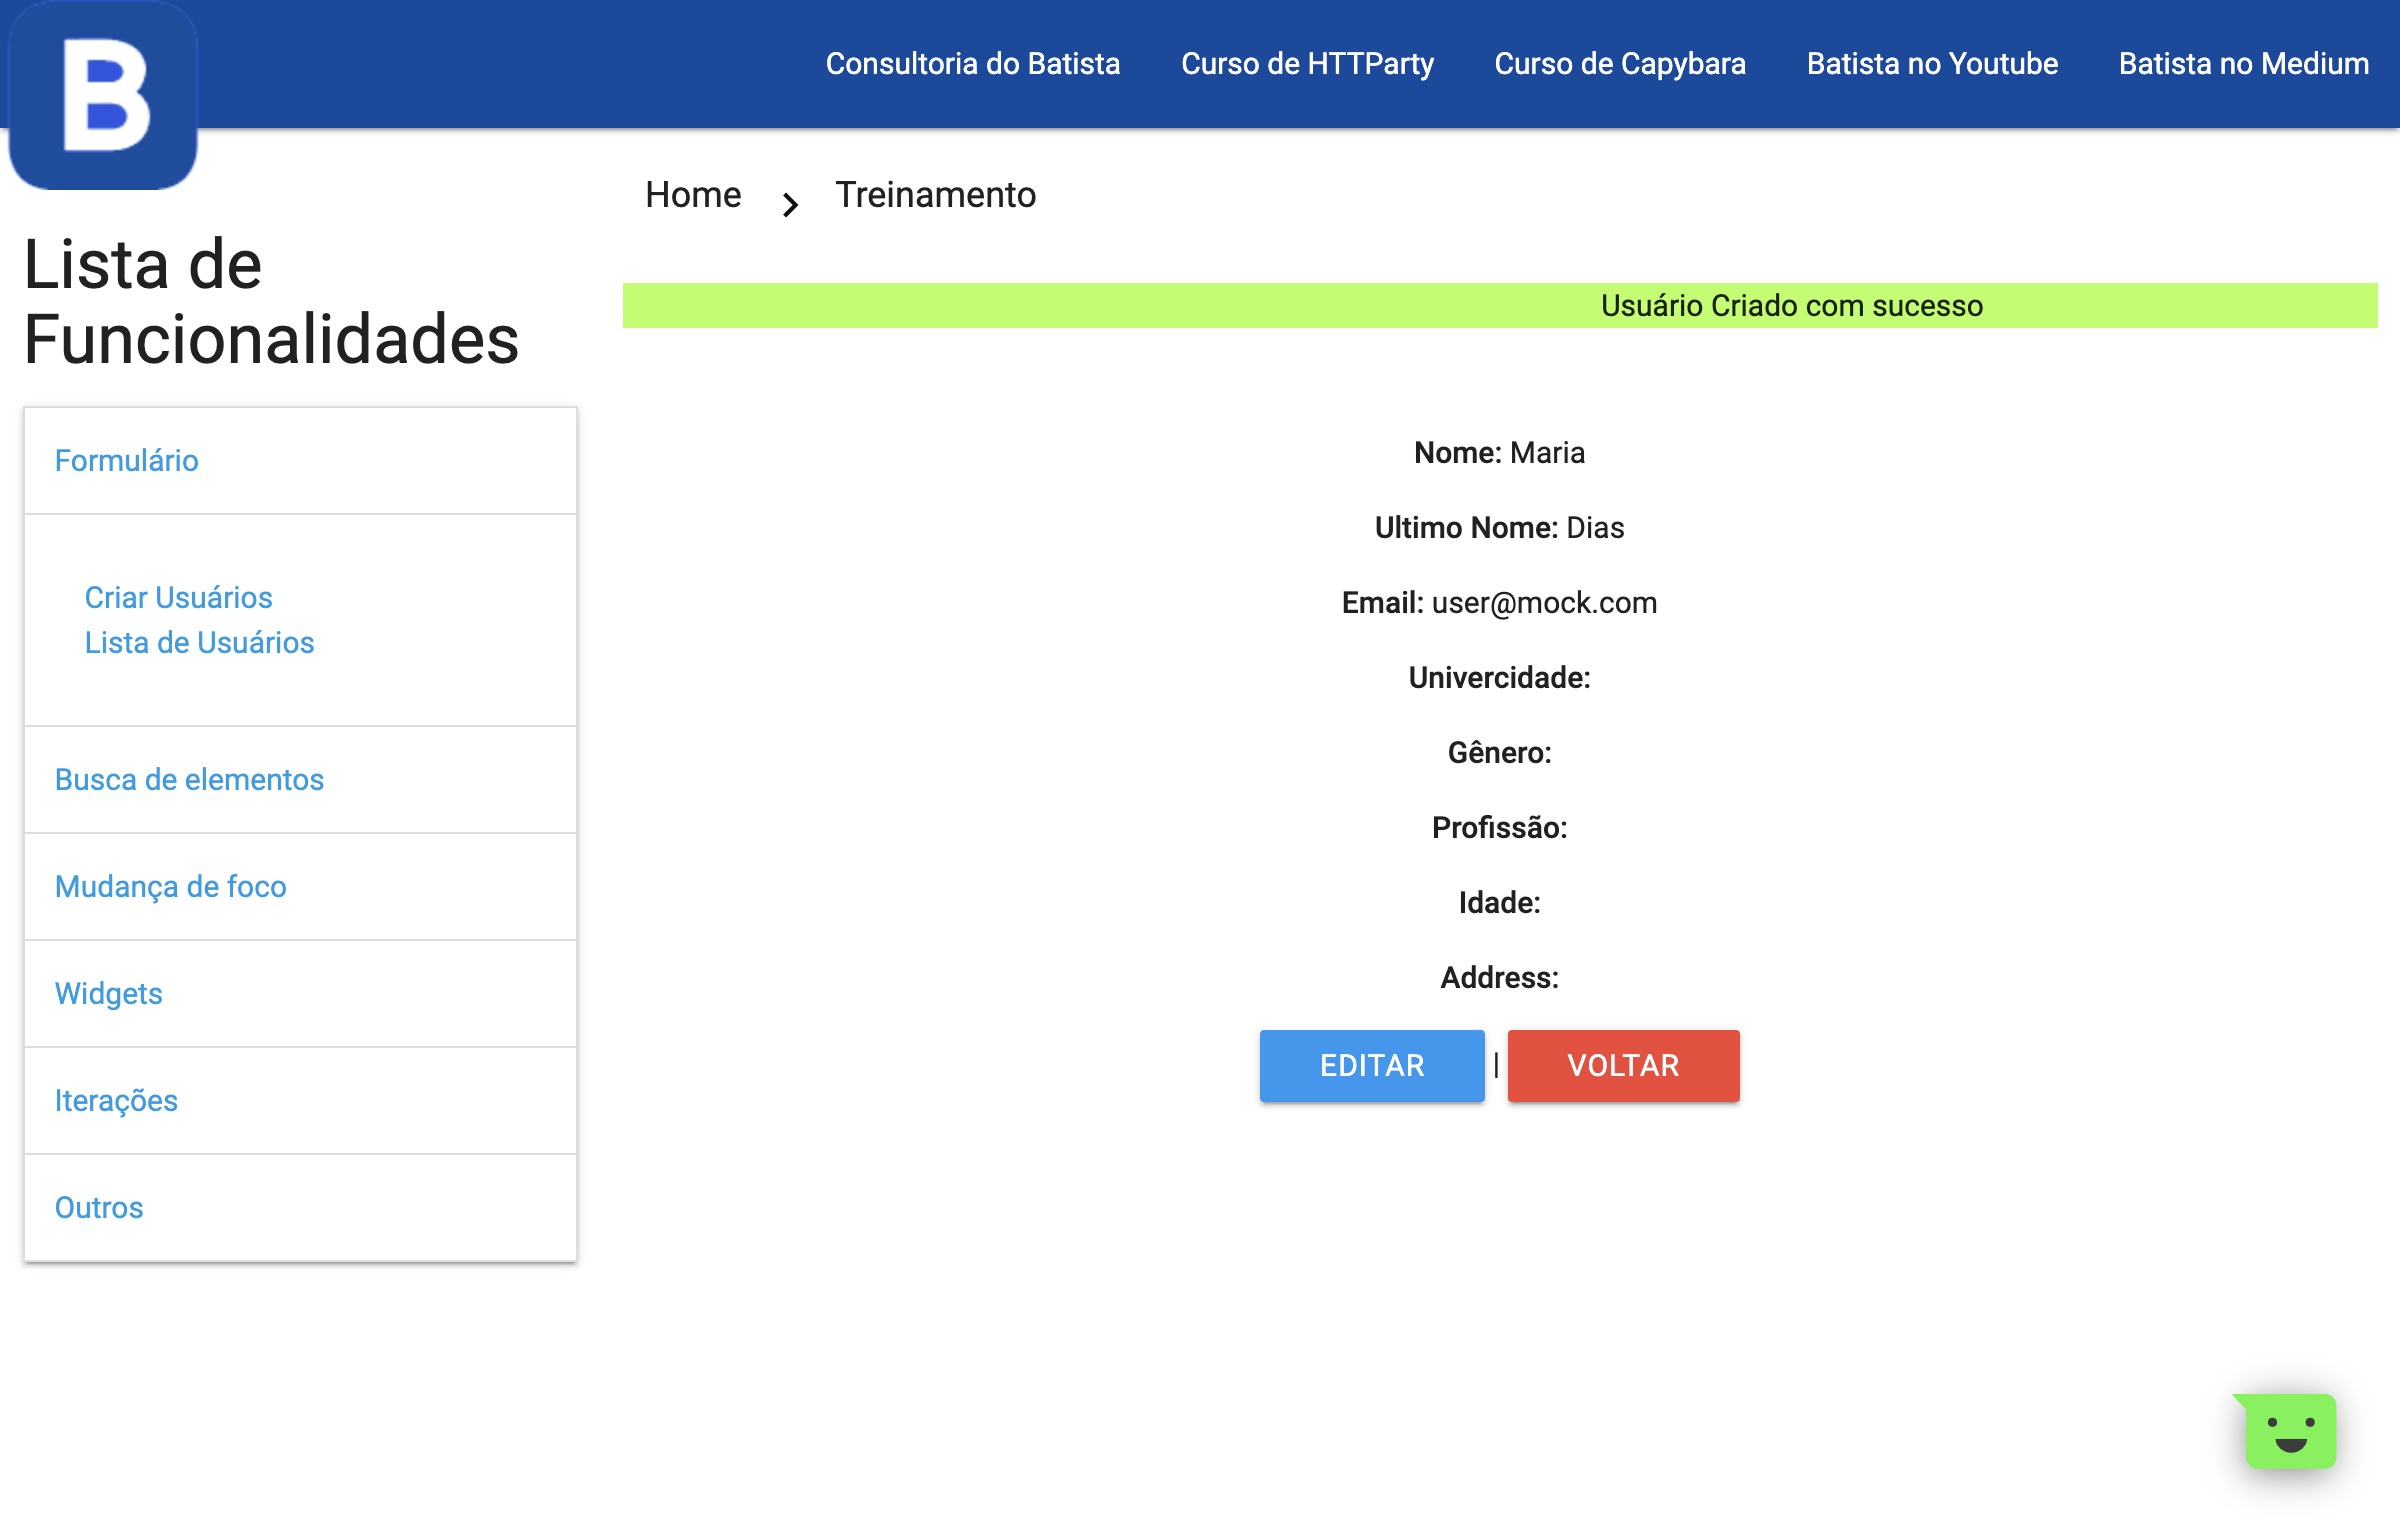 B
Consultoria do Batista
Curso de HTTParty
Curso de Capybara
Batista no Youtube
Batista no Medium
Home
Treinamento
Lista de
Funcionalidades
Formulário
Criar Usuários
Lista de Usuários
Busca de elementos
Mudança de foco
Widgets
Iterações
Outros
Usuário Criado com sucesso
Nome: Maria
Ultimo Nome: Dias
Email: user@mock.com
Univercidade:
Gênero:
Profissão:
Idade:
Address:
EDITAR | VOLTAR